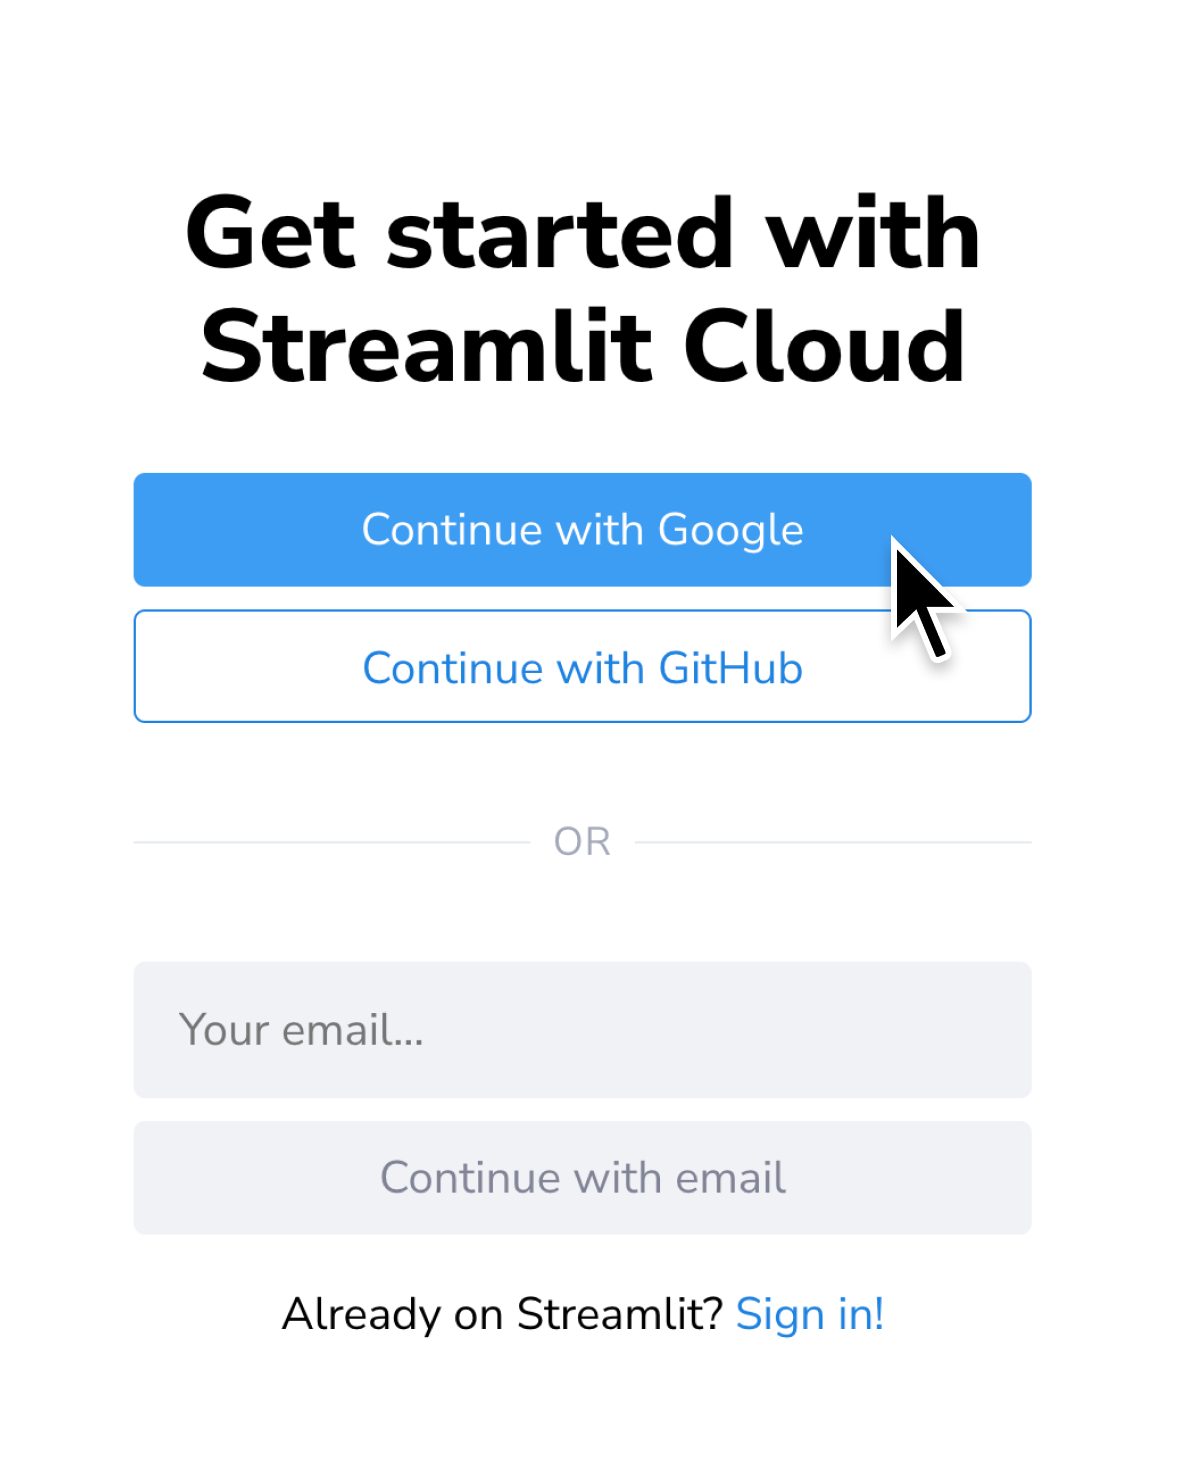 Get started with
Streamlit Cloud
Continue with Google
Continue with GitHub
OR
Your email...
Continue with email
Already on Streamlit? Sign in!